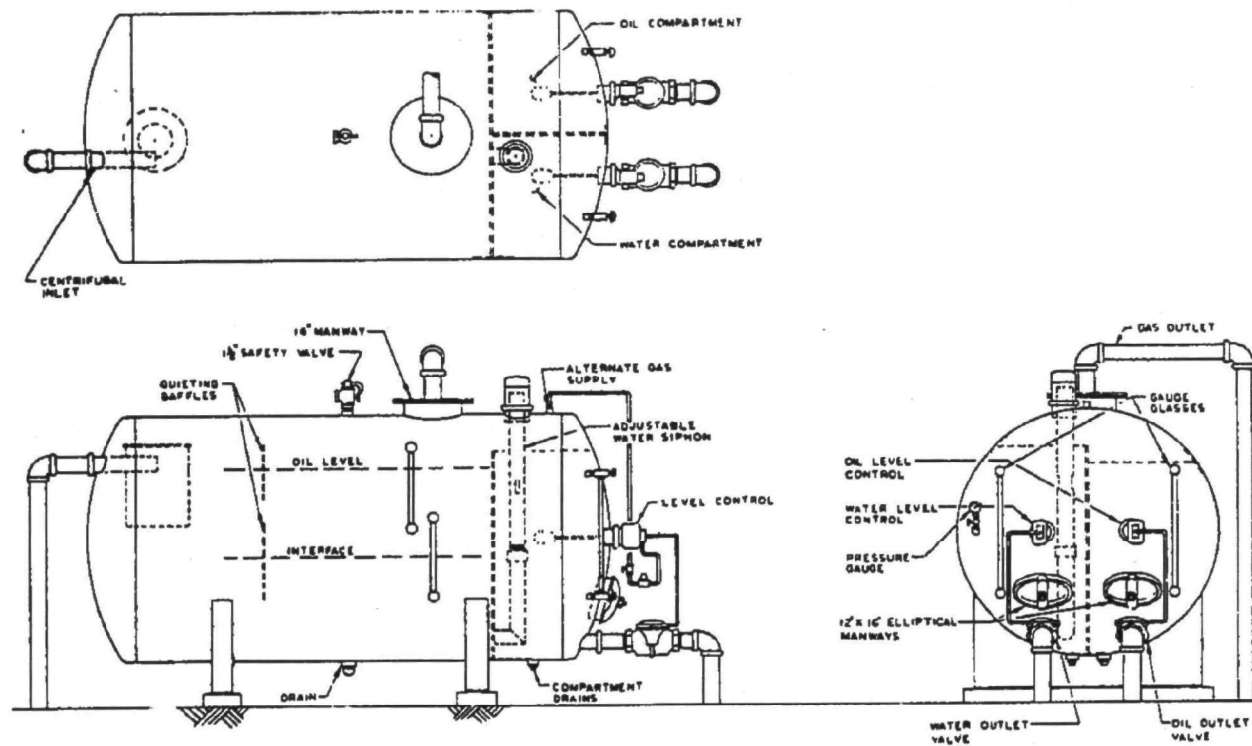 OIL COMPARTMENT
WATER COMPARTMENT
CENTRIFUGAL
INLET
16" MANWAY
1½" SAFETY VALVE
QUIETING
BAFFLES
ALTERNATE GAS
SUPPLY
ADJUSTABLE
WATER SIPHON
OIL LEVEL
LEVEL CONTROL
INTERFACE
DRAIN
COMPARTMENT
DRAINS
GAS OUTLET
GAUGE
GLASSES
OIL LEVEL
CONTROL
WATER LEVEL
CONTROL
PRESSURE
GAUGE
12"X 16" ELLIPTICAL
MANWAYS
WATER OUTLET
VALVE
OIL OUTLET
VALVE